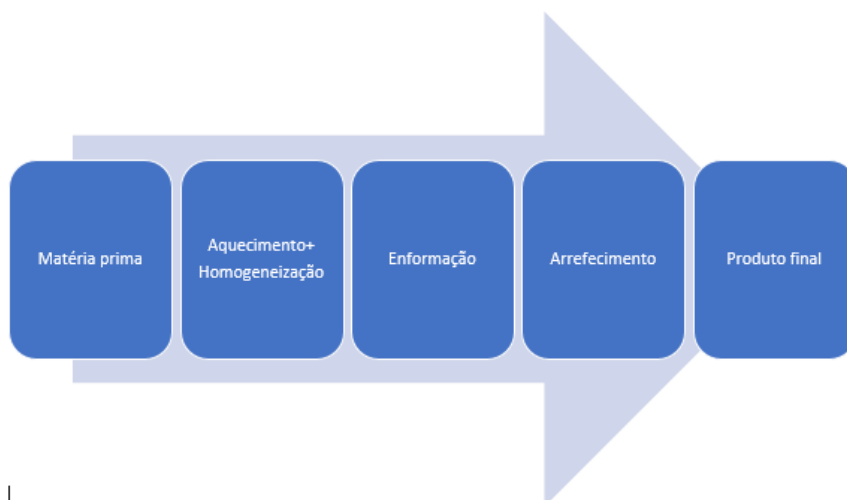 Matéria prima
Aquecimento+
Homogeneização
Enformação
Arrefecimento
Produto final